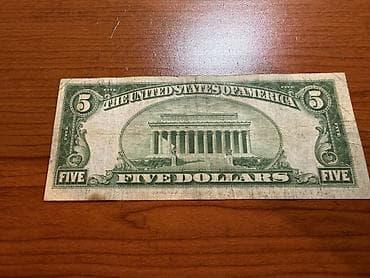 THE UNITED STATES OF AMERICA
5
5
FIVE
FIVE DOLLARS
FIVE